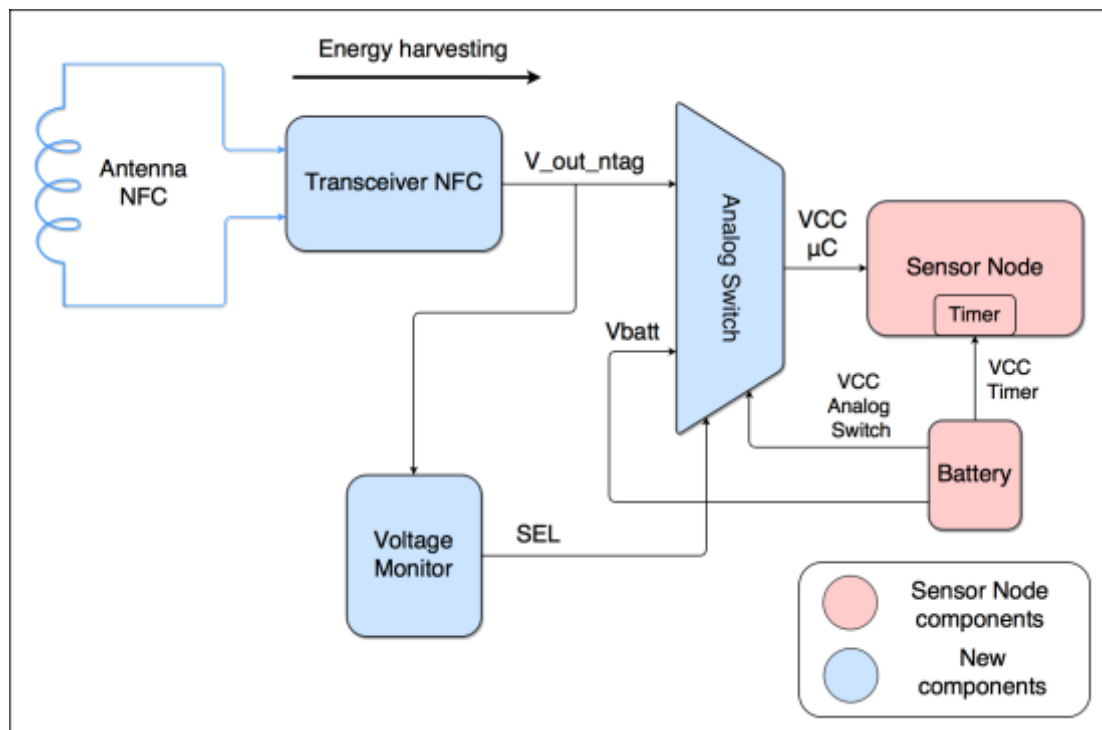 Energy harvesting
Antenna
NFC
Transceiver NFC
V_out_ntag
Analog Switch
VCC
µC
Sensor Node
Timer
Vbatt
VCC
Timer
VCC
Analog
Switch
Battery
Voltage
Monitor
SEL
Sensor Node
components
New
components